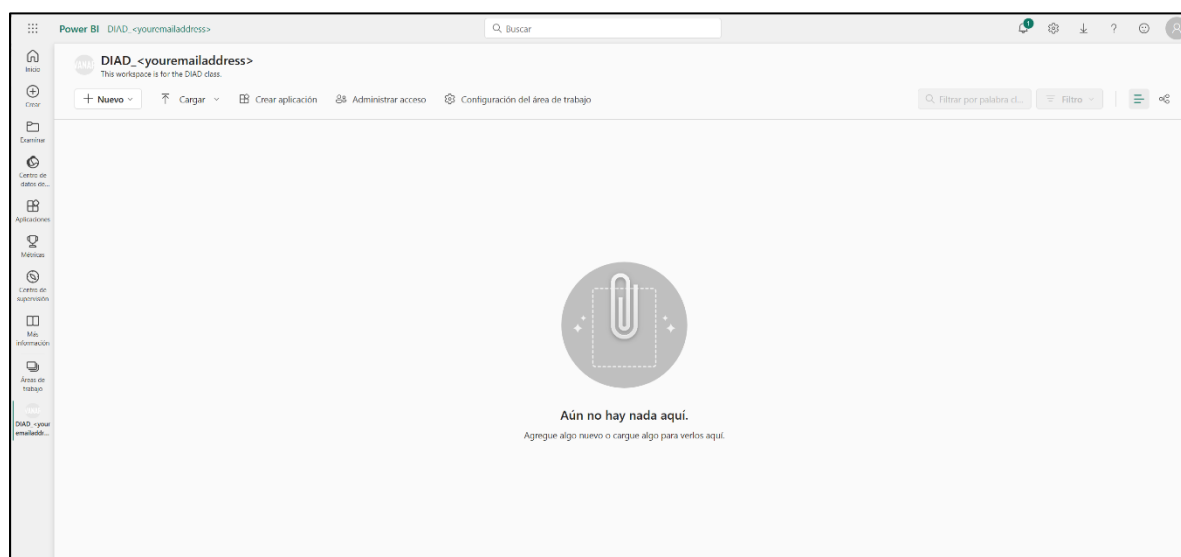 Power BI DIAD_<youremailaddress>
Buscar
1
?
DIAD_<youremailaddress>
This workspace is for the DIAD class.
Nuevo
Cargar
Crear aplicación
Administrar acceso
Configuración del área de trabajo
Filtrar por palabra cl...
Filtro
Inicio
Crear
Examinar
Centro de
datos de...
Aplicaciones
Métricas
Centro de
supervisión
Más
información
Áreas de
trabajo
DIAD_<your
emailaddr...
Aún no hay nada aquí.
Agregue algo nuevo o cargue algo para verlos aquí.